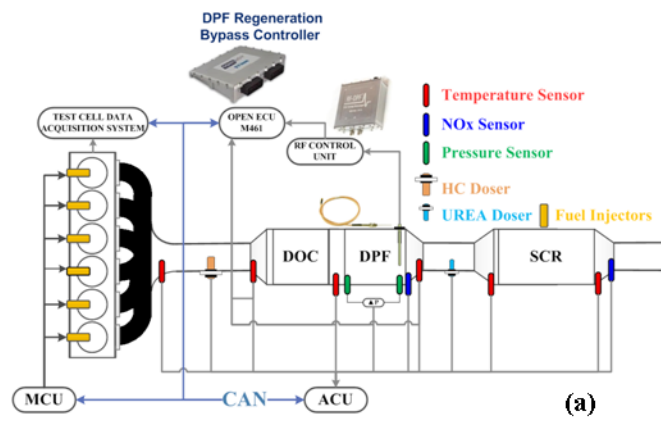 DPF Regeneration
Bypass Controller
TEST CELL DATA
ACQUISITION SYSTEM
OPEN ECU
M461
RF CONTROL
UNIT
Temperature Sensor
NOx Sensor
Pressure Sensor
HC Doser
UREA Doser
Fuel Injectors
DOC
DPF
SCR
▲P
MCU
CAN
ACU
(a)